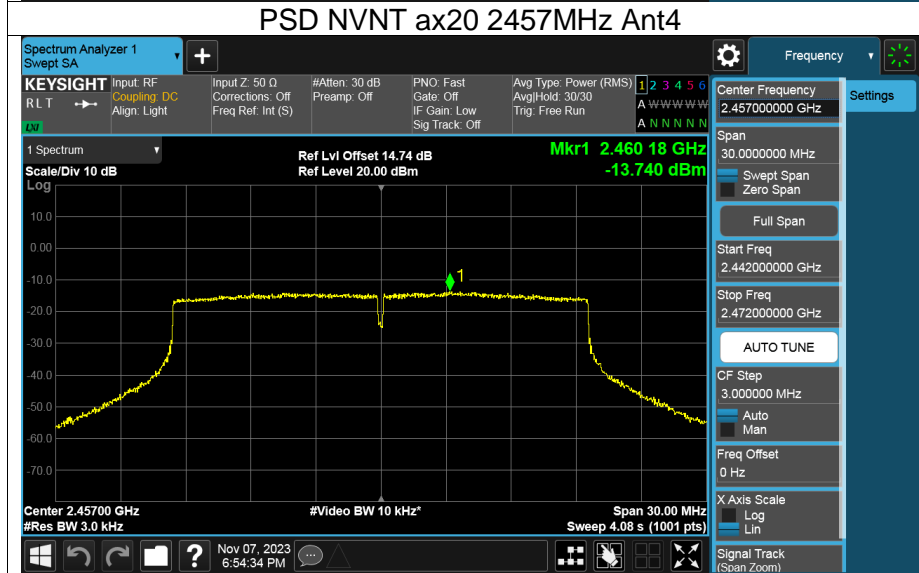 PSD NVNT ax20 2457MHz Ant4
Spectrum Analyzer 1
Swept SA
+
Frequency
KEYSIGHT
R L T
LXI
Input: RF
Coupling: DC
Align: Light
Input Z: 50 Ω
Corrections: Off
Freq Ref: Int (S)
#Atten: 30 dB
Preamp: Off
PNO: Fast
Gate: Off
IF Gain: Low
Sig Track: Off
Avg Type: Power (RMS)
Avg|Hold: 30/30
Trig: Free Run
1 2 3 4 5 6
A W W W W W
A N N N N N
1 Spectrum
Scale/Div 10 dB
Log
Ref Lvl Offset 14.74 dB
Ref Level 20.00 dBm
Mkr1 2.460 18 GHz
-13.740 dBm
10.0
0.00
-10.0
-20.0
-30.0
-40.0
-50.0
-60.0
-70.0
1
Center 2.45700 GHz
#Res BW 3.0 kHz
#Video BW 10 kHz*
Span 30.00 MHz
Sweep 4.08 s (1001 pts)
Center Frequency
2.457000000 GHz
Span
30.0000000 MHz
Swept Span
Zero Span
Full Span
Start Freq
2.442000000 GHz
Stop Freq
2.472000000 GHz
AUTO TUNE
CF Step
3.000000 MHz
Auto
Man
Freq Offset
0 Hz
X Axis Scale
Log
Lin
Signal Track
(Span Zoom)
Settings
?
Nov 07, 2023
6:54:34 PM